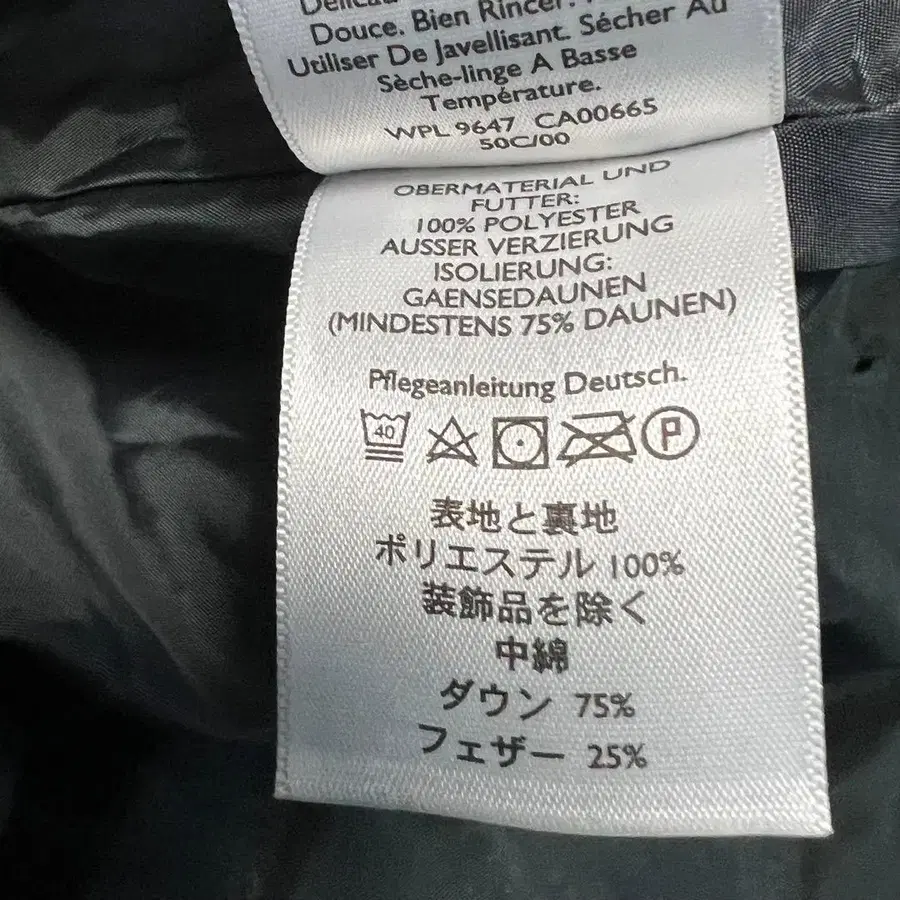 Douce. Bien Rincer.
Utiliser De Javellisant. Sécher Au
Sèche-linge A Basse
Température.
WPL 9647 CA00665
50C/00
OBERMATERIAL UND
FUTTER:
100% POLYESTER
AUSSER VERZIERUNG
ISOLIERUNG:
GAENSEDAUNEN
(MINDESTENS 75% DAUNEN)
Pflegeanleitung Deutsch.
40 P
表地と裏地
ポリエステル 100%
装飾品を除く
中綿
ダウン 75%
フェザー 25%